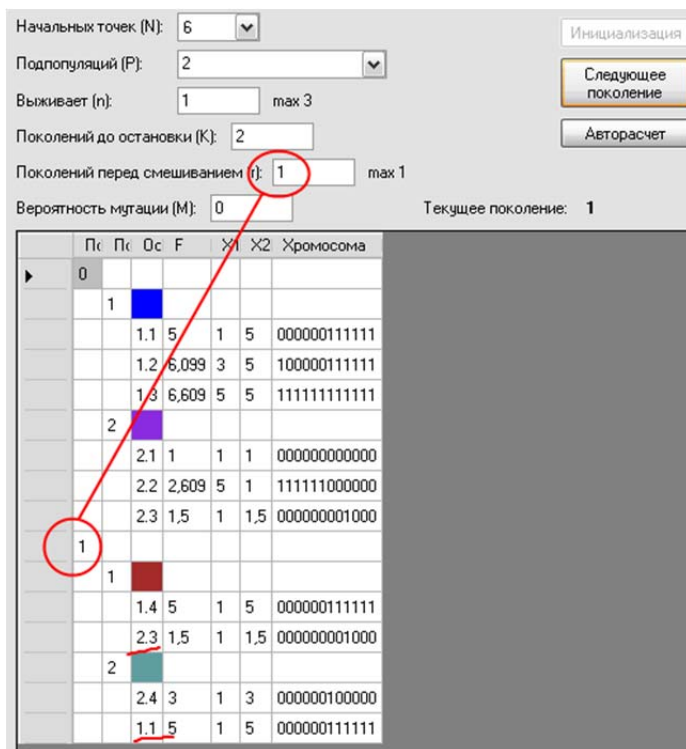 Начальных точек (N): 6 Инициализация
Подпопуляций (P): 2 Следующее поколение
Выживает (n): 1 max 3
Поколений до остановки (K): 2 Авторасчет
Поколений перед смешиванием (r): 1 max 1
Вероятность мутации (M): 0 Текущее поколение: 1
Пс Пс Ос F X1 X2 Хромосома
0
1
1.1 5 1 5 000000111111
1.2 6,099 3 5 100000111111
1.3 6,609 5 5 111111111111
2
2.1 1 1 1 000000000000
2.2 2,609 5 1 111111000000
2.3 1,5 1 1,5 000000001000
1
1
1.4 5 1 5 000000111111
2.3 1,5 1 1,5 000000001000
2
2.4 3 1 3 000000100000
1.1 5 1 5 000000111111